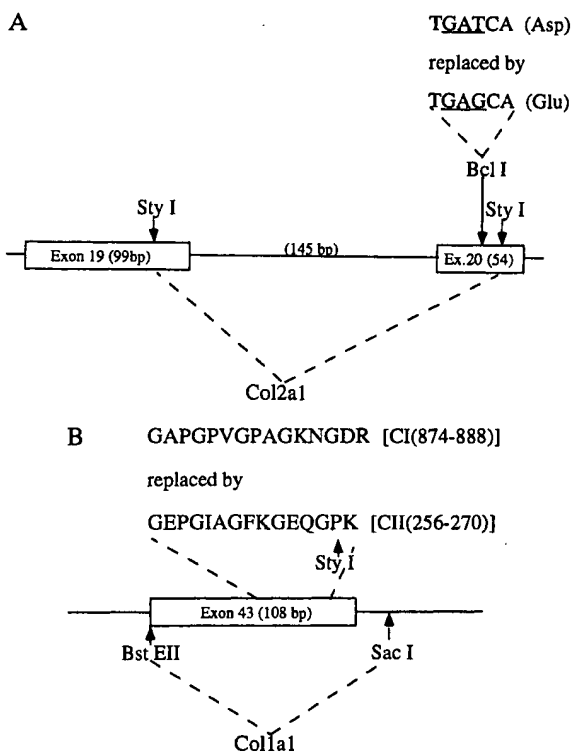 A
TGATCA (Asp)
replaced by
TGAGCA (Glu)
Bcl I
Sty I
Sty I
Exon 19 (99bp)
(145 bp)
Ex.20 (54)
Col2a1
B
GAPGPVGPAGKNGDR [CI(874-888)]
replaced by
GEPGIAGFKGEQGPK [CII(256-270)]
Sty I
Exon 43 (108 bp)
Bst EII
Sac I
Col1a1